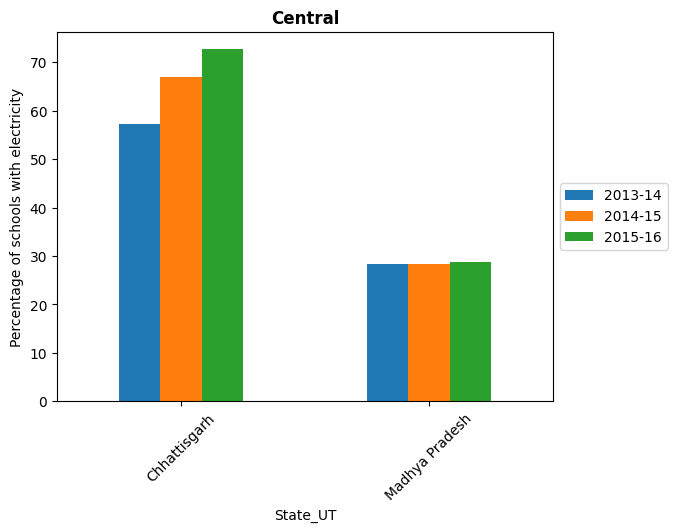 Central
Percentage of schools with electricity
70
60
50
40
30
20
10
0
Chhattisgarh
Madhya Pradesh
State_UT
2013-14
2014-15
2015-16